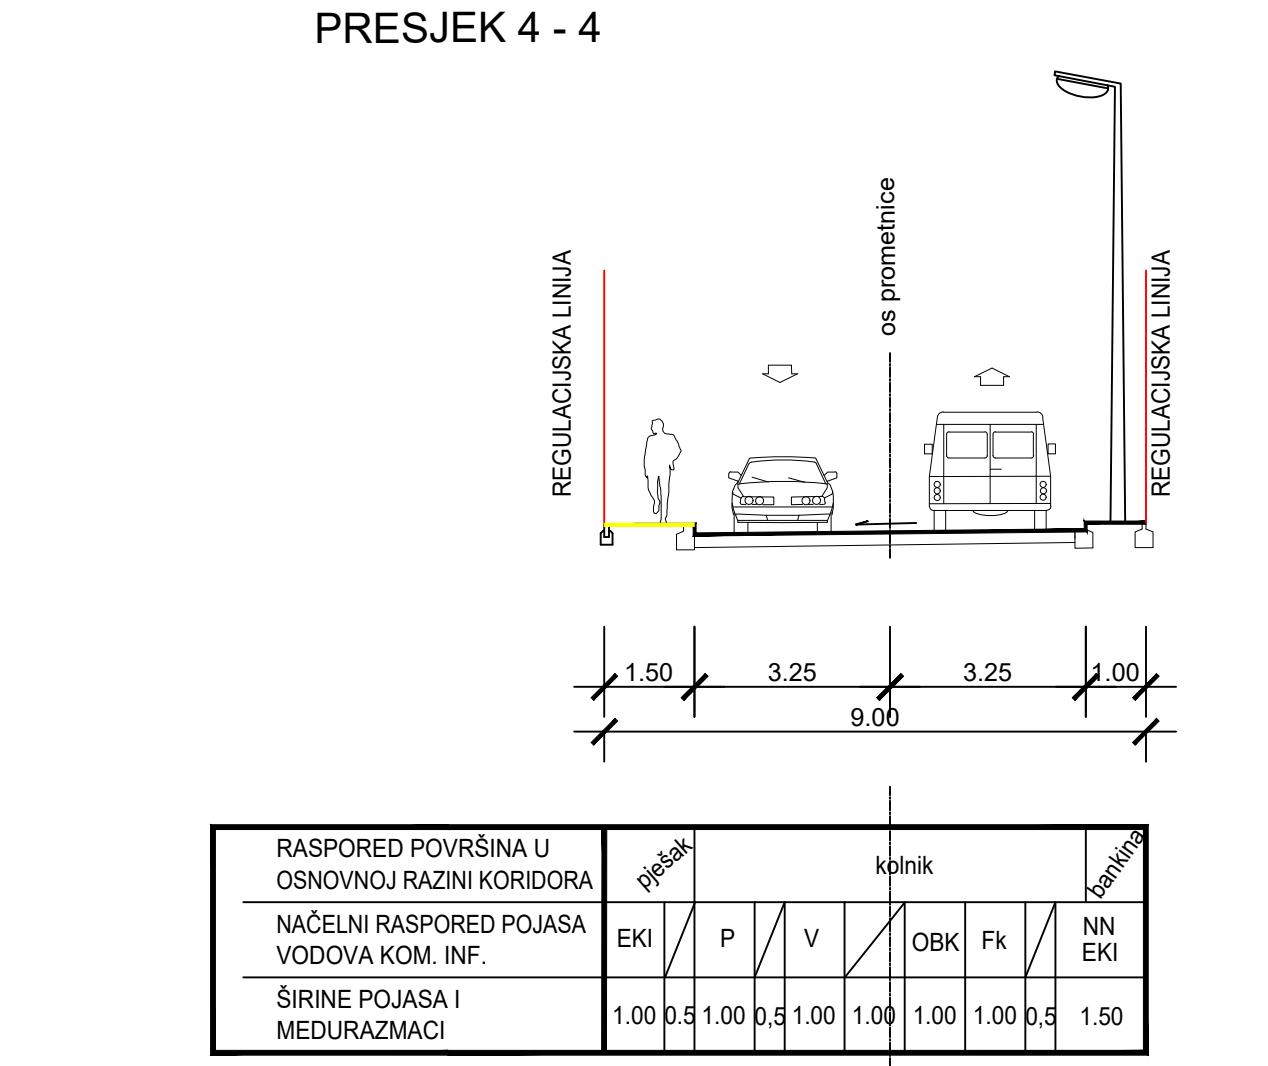 PRESJEK 4 - 4
REGULACIJSKA LINIJA
os prometnice
REGULACIJSKA LINIJA
1.50 3.25 3.25 1.00
9.00
RASPORED POVRŠINA U
OSNOVNOJ RAZINI KORIDORA
pješak kolnik bankina
NAČELNI RASPORED POJASA
VODOVA KOM. INF.
EKI P V OBK Fk NN
EKI
ŠIRINE POJASA I
MEDURAZMACI
1.00 0.5 1.00 0,5 1.00 1.00 1.00 1.00 0,5 1.50